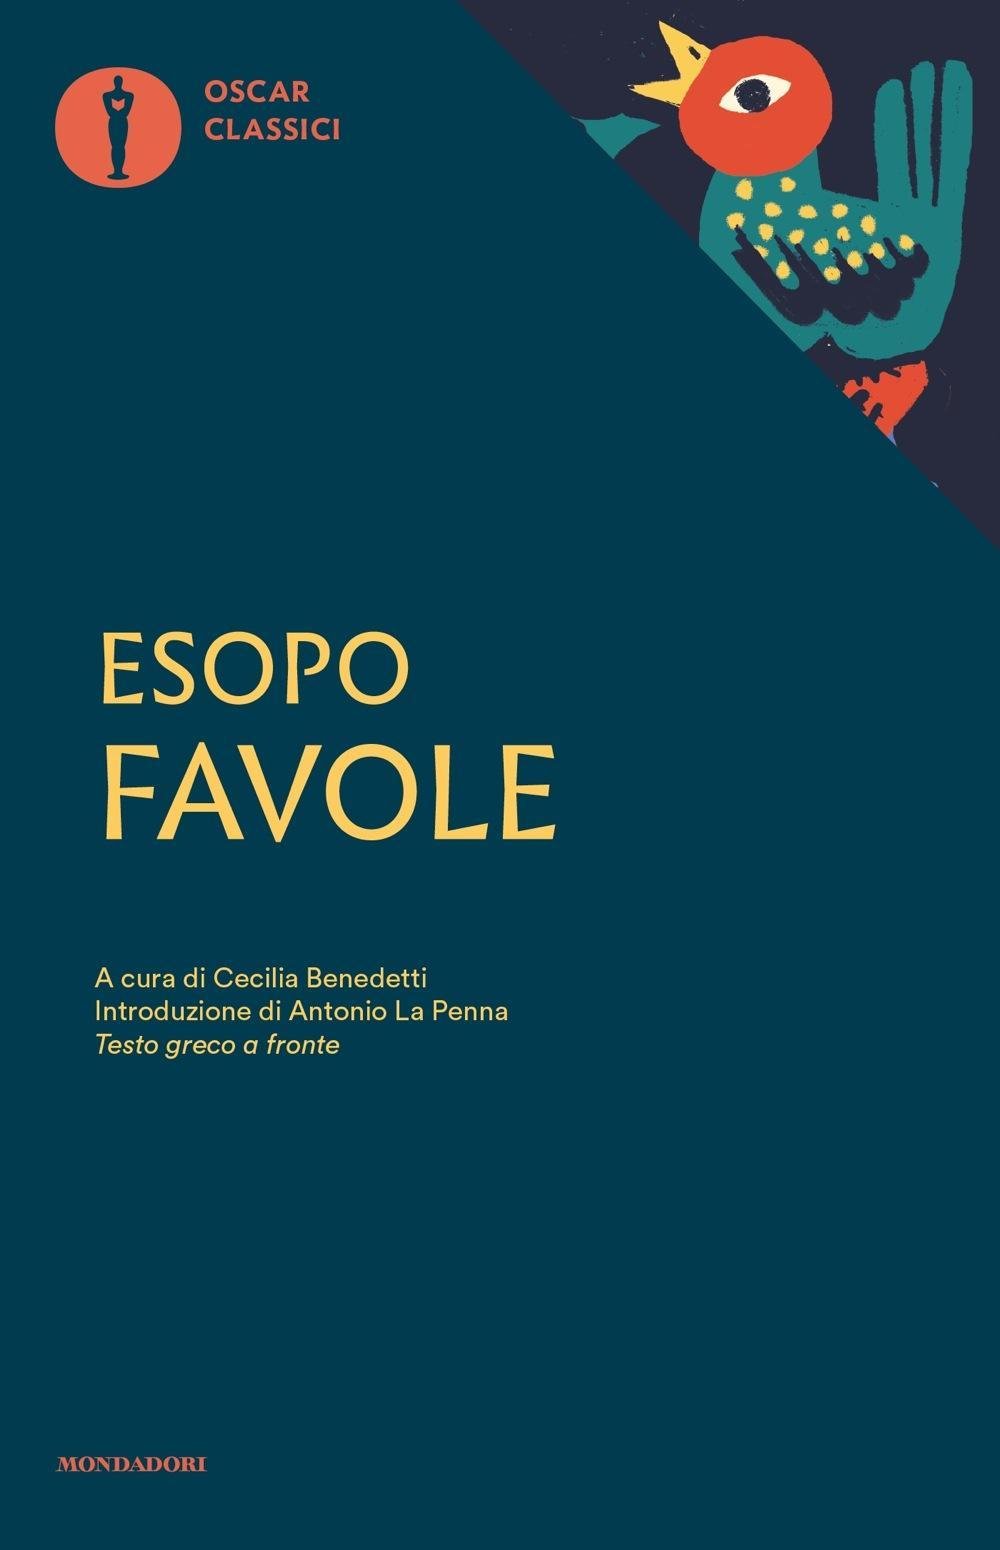 OSCAR
CLASSICI
ESOPO
FAVOLE
A cura di Cecilia Benedetti
Introduzione di Antonio La Penna
Testo greco a fronte
MONDADORI